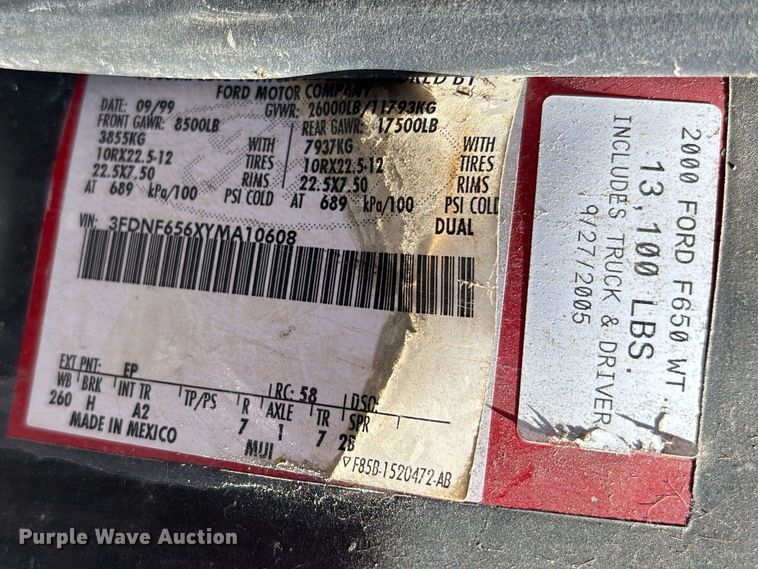 FORD MOTOR COMPANY
DATE: 09/99 GVWR: 26000LB/11793KG
FRONT GAWR: 8500LB REAR GAWR: 17500LB
3855KG WITH 7937KG WITH
10RX22.5-12 TIRES 10RX22.5-12 TIRES
22.5X7.50 RIMS 22.5X7.50 RIMS
AT 689 kPa/100 PSI COLD AT 689 kPa/100 PSI COLD
DUAL
VIN: 3FDNF656XYMA10608
EXT PNT: EP RC: 58 DSO:
WB BRK INT TR TP/PS R AXLE TR SPR
260 H A2 7 1 7 2B
MADE IN MEXICO MUI
F85B-1520472-AB
2000 FORD F650 WT.
13,100 LBS.
INCLUDES TRUCK & DRIVER
9/27/2005
Purple Wave Auction